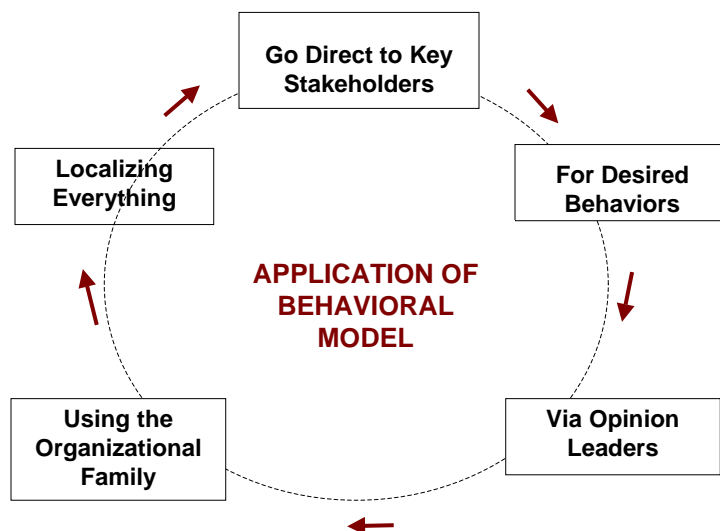 Go Direct to Key
Stakeholders
For Desired
Behaviors
Via Opinion
Leaders
Using the
Organizational
Family
Localizing
Everything
APPLICATION OF
BEHAVIORAL
MODEL